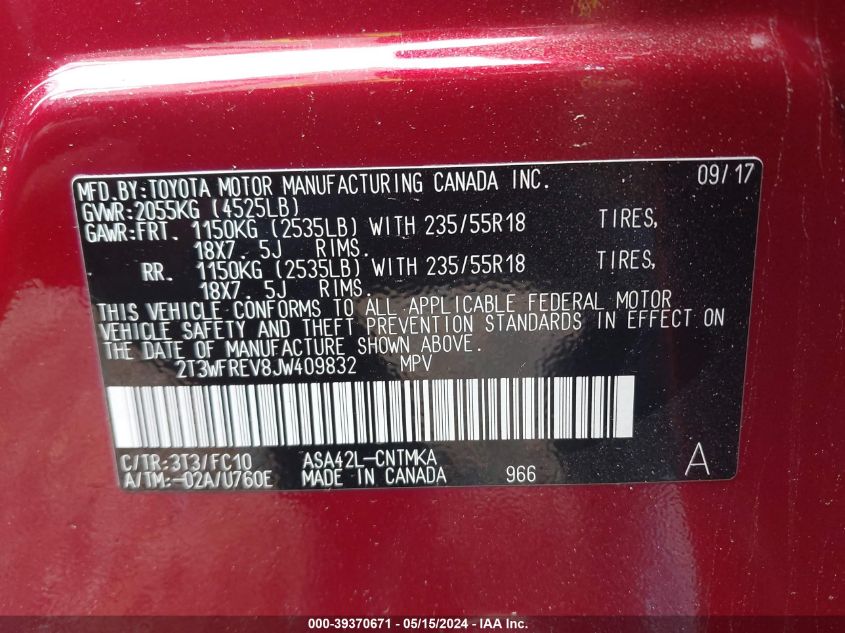 MFD.BY:TOYOTA MOTOR MANUFACTURING CANADA INC. 09/17
GVWR:2055KG (4525LB)
GAWR:FRT. 1150KG (2535LB) WITH 235/55R18 TIRES,
18X7.5J RIMS.
RR. 1150KG (2535LB) WITH 235/55R18 TIRES,
18X7.5J RIMS.
THIS VEHICLE CONFORMS TO ALL APPLICABLE FEDERAL MOTOR
VEHICLE SAFETY AND THEFT PREVENTION STANDARDS IN EFFECT ON
THE DATE OF MANUFACTURE SHOWN ABOVE.
2T3WFREV8JW409832 MPV
C/TR:3T3/FC10 ASA42L-CNTMKA A
A/TM:-02A/U760E MADE IN CANADA 966
000-39370671 - 05/15/2024 - IAA Inc.